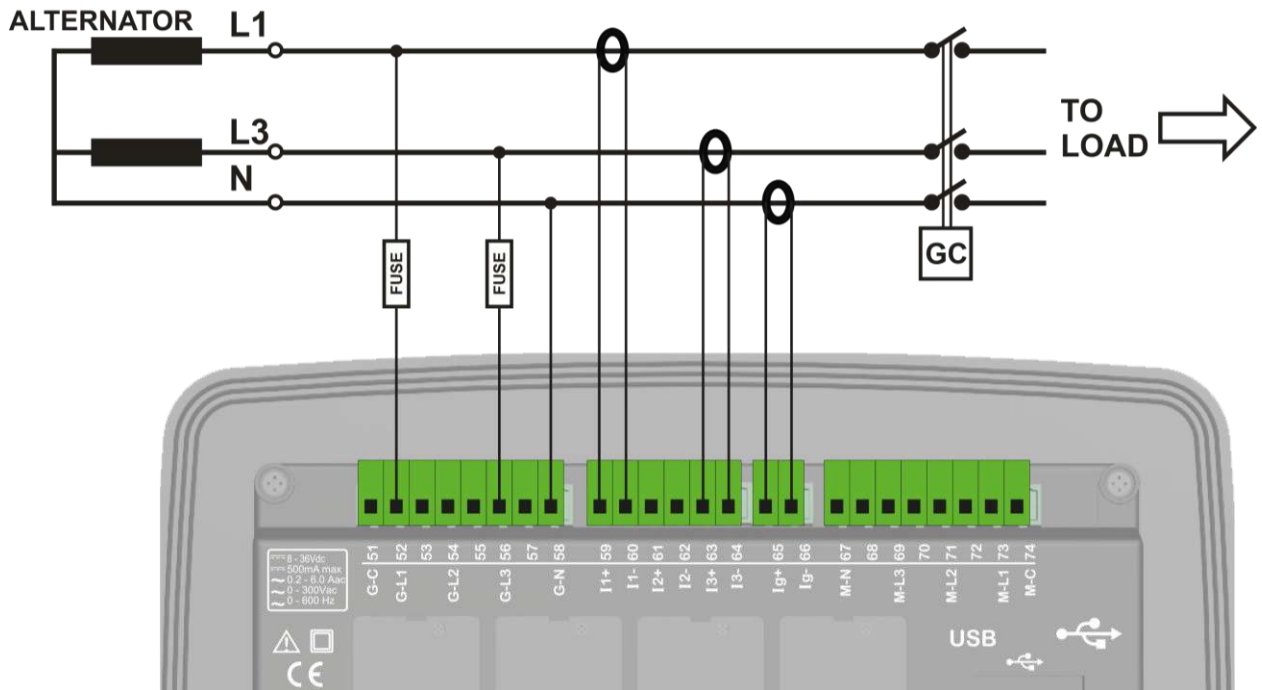 ALTERNATOR L1
L3
N
TO
LOAD
FUSE
FUSE
GC
51 52 53 54 55 56 57 58 59 60 61 62 63 64 65 66 67 68 69 70 71 72 73 74
G-C G-L1 G-L2 G-L3 G-N I1+ I1- I2+ I2- I3+ I3- Ig+ Ig- M-N M-L3 M-L2 M-L1 M-C
8 - 36Vdc
500mA max
0.2 - 6.0 Aac
0 - 300Vac
0 - 600 Hz
USB
CE